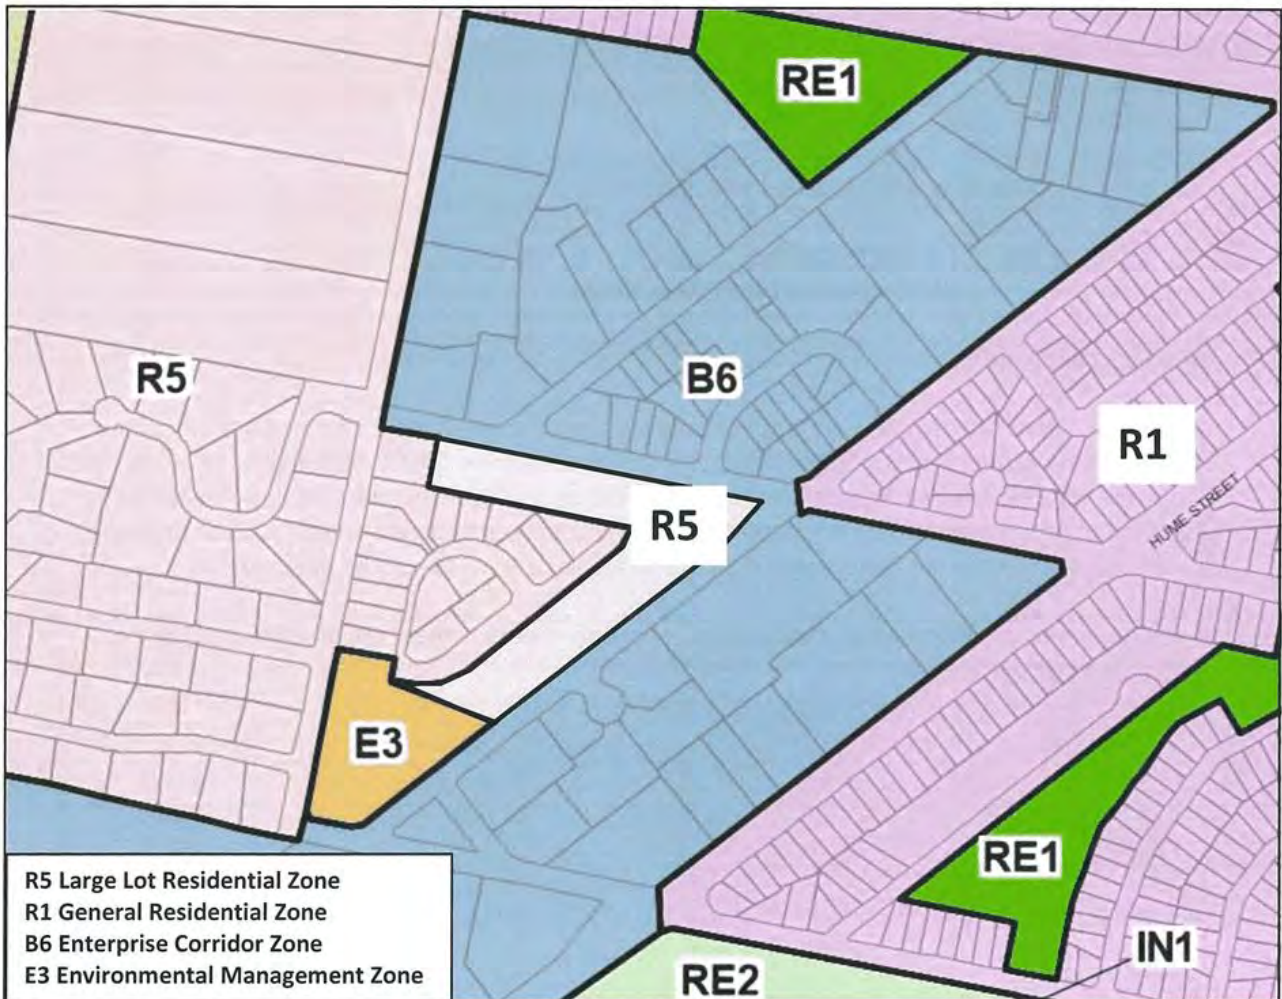 RE1
R5
B6
R1
HUME STREET
R5
E3
RE1
IN1
RE2
R5 Large Lot Residential Zone
R1 General Residential Zone
B6 Enterprise Corridor Zone
E3 Environmental Management Zone